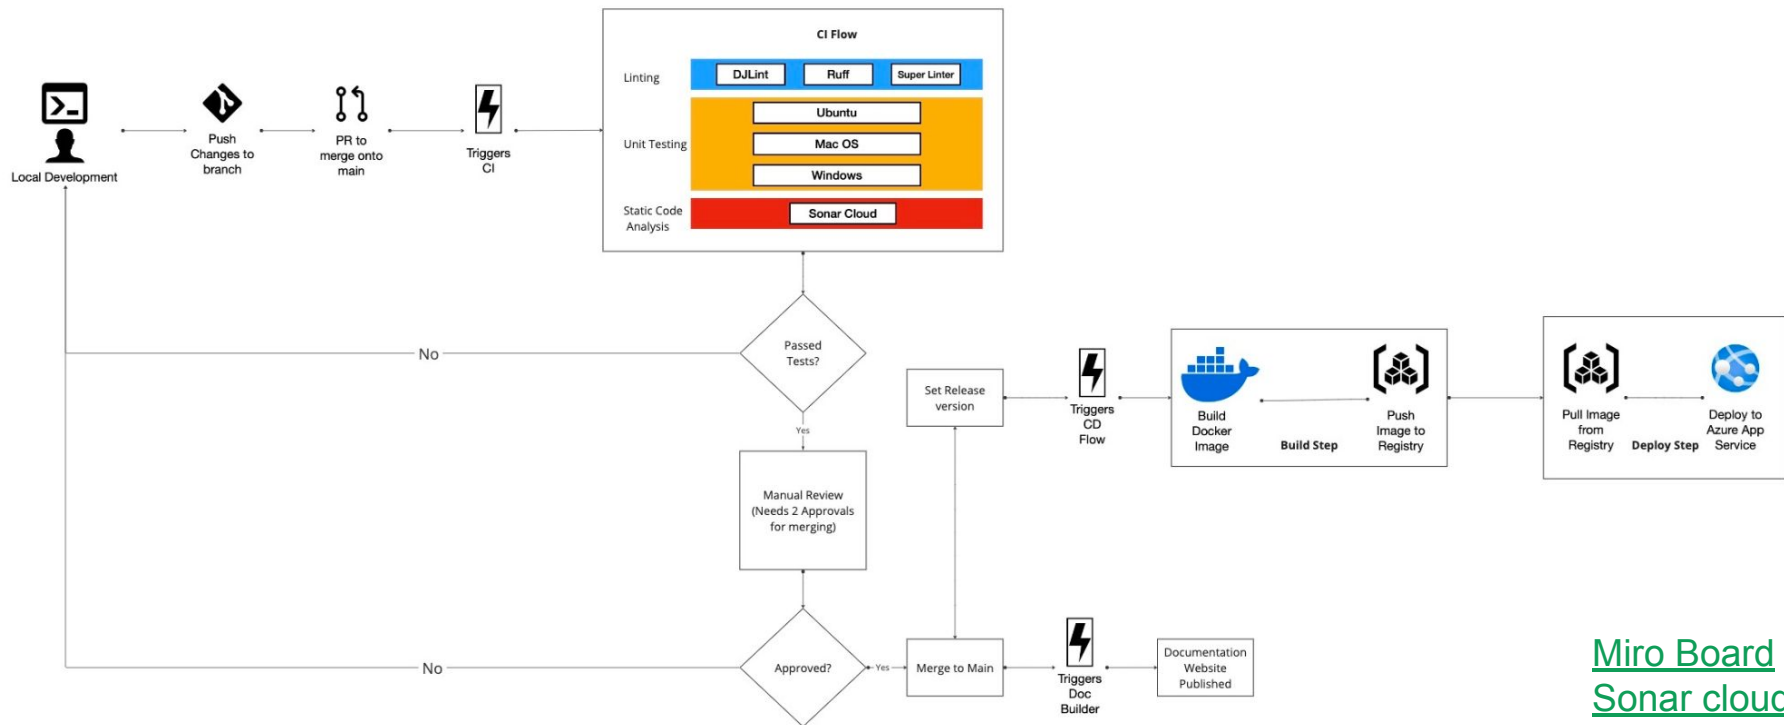 CI Flow
Linting
DJLint
Ruff
Super Linter
Unit Testing
Ubuntu
Mac OS
Windows
Static Code
Analysis
Sonar Cloud
Local Development
Push
Changes to
branch
PR to
merge onto
main
Triggers
CI
Passed
Tests?
No
Yes
Manual Review
(Needs 2 Approvals
for merging)
Approved?
No
Yes
Merge to Main
Triggers
Doc
Builder
Documentation
Website
Published
Set Release
version
Triggers
CD
Flow
Build
Docker
Image
Build Step
Push
Image to
Registry
Pull Image
from
Registry
Deploy Step
Deploy to
Azure App
Service
Miro Board
Sonar cloud